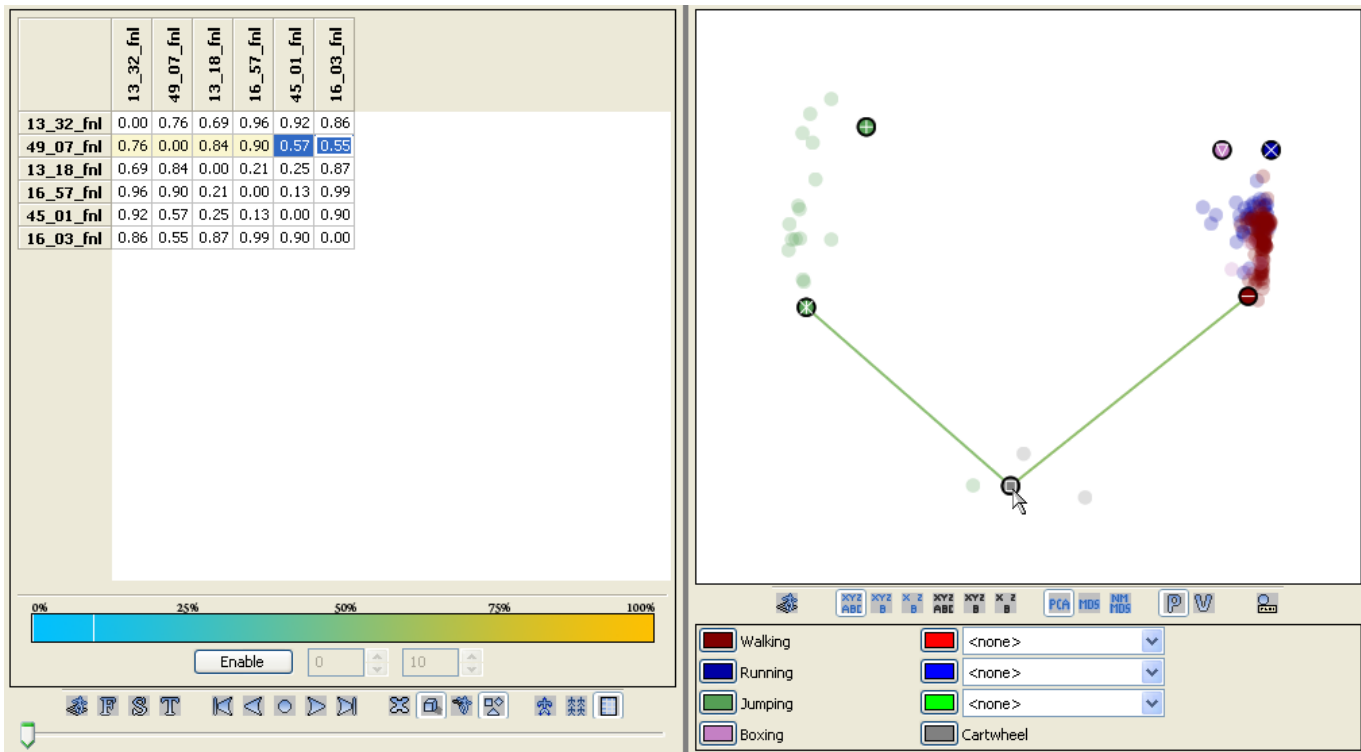 13_32_fnl 49_07_fnl 13_18_fnl 16_57_fnl 45_01_fnl 16_03_fnl
13_32_fnl 0.00 0.76 0.69 0.96 0.92 0.86
49_07_fnl 0.76 0.00 0.84 0.90 0.57 0.55
13_18_fnl 0.69 0.84 0.00 0.21 0.25 0.87
16_57_fnl 0.96 0.90 0.21 0.00 0.13 0.99
45_01_fnl 0.92 0.57 0.25 0.13 0.00 0.90
16_03_fnl 0.86 0.55 0.87 0.99 0.90 0.00
0% 25% 50% 75% 100%
Enable 0 10
F S T
XYZ ABC XYZ B X Z B XYZ ABC XYZ B X Z B PCA MDS NM MDS P V
Walking <none>
Running <none>
Jumping <none>
Boxing Cartwheel